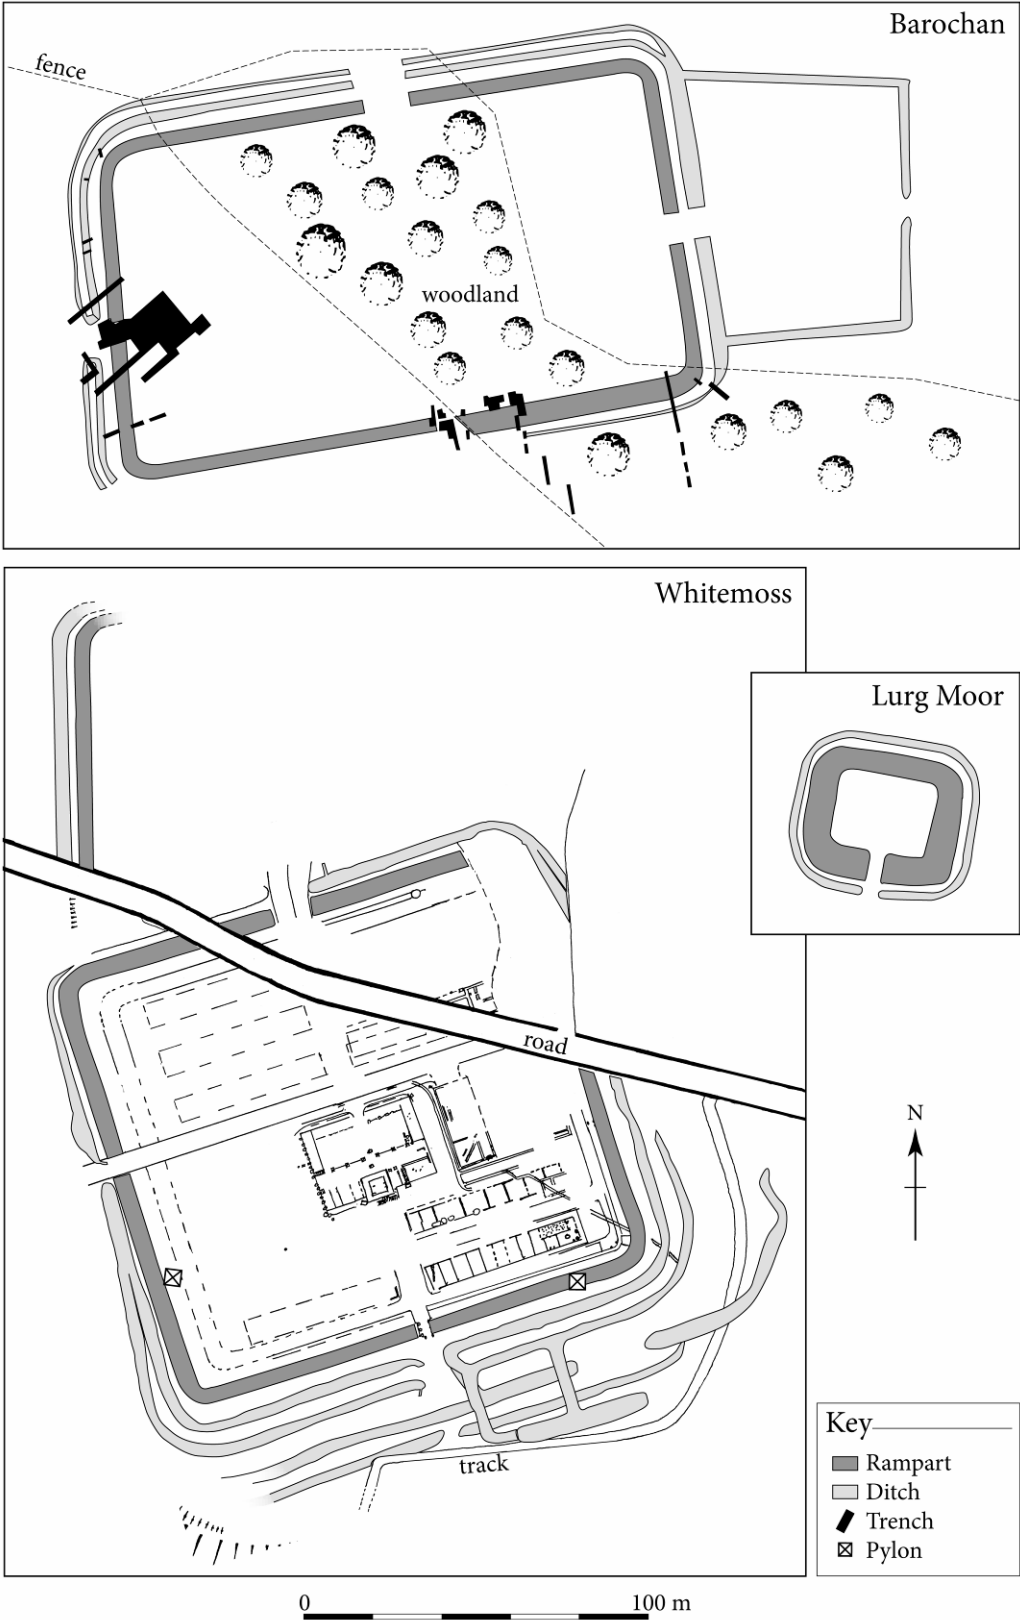 Barochan
fence
woodland
Whitemoss
Lurg Moor
road
N
track
Key
Rampart
Ditch
Trench
Pylon
0 100 m